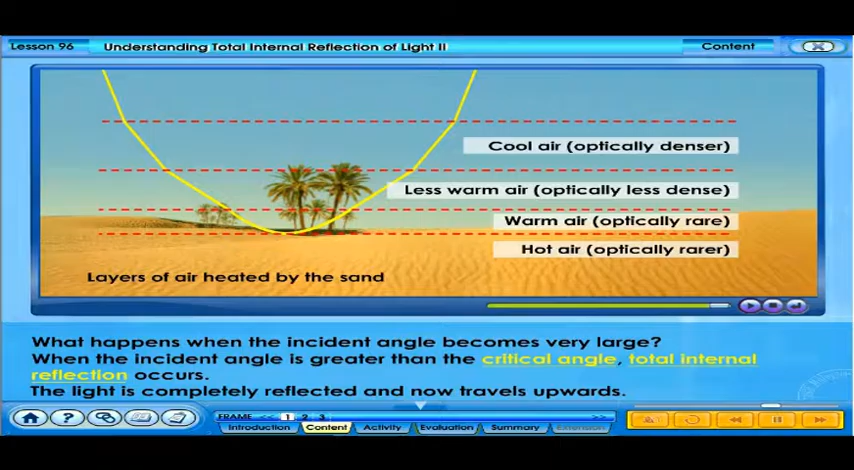 Lesson 96
Understanding Total Internal Reflection of Light II
Content
Cool air (optically denser)
Less warm air (optically less dense)
Warm air (optically rare)
Hot air (optically rarer)
Layers of air heated by the sand
What happens when the incident angle becomes very large?
When the incident angle is greater than the critical angle, total internal
reflection occurs.
The light is completely reflected and now travels upwards.
FRAME << 1 2 3 >>
Introduction Content Activity Evaluation Summary Extension